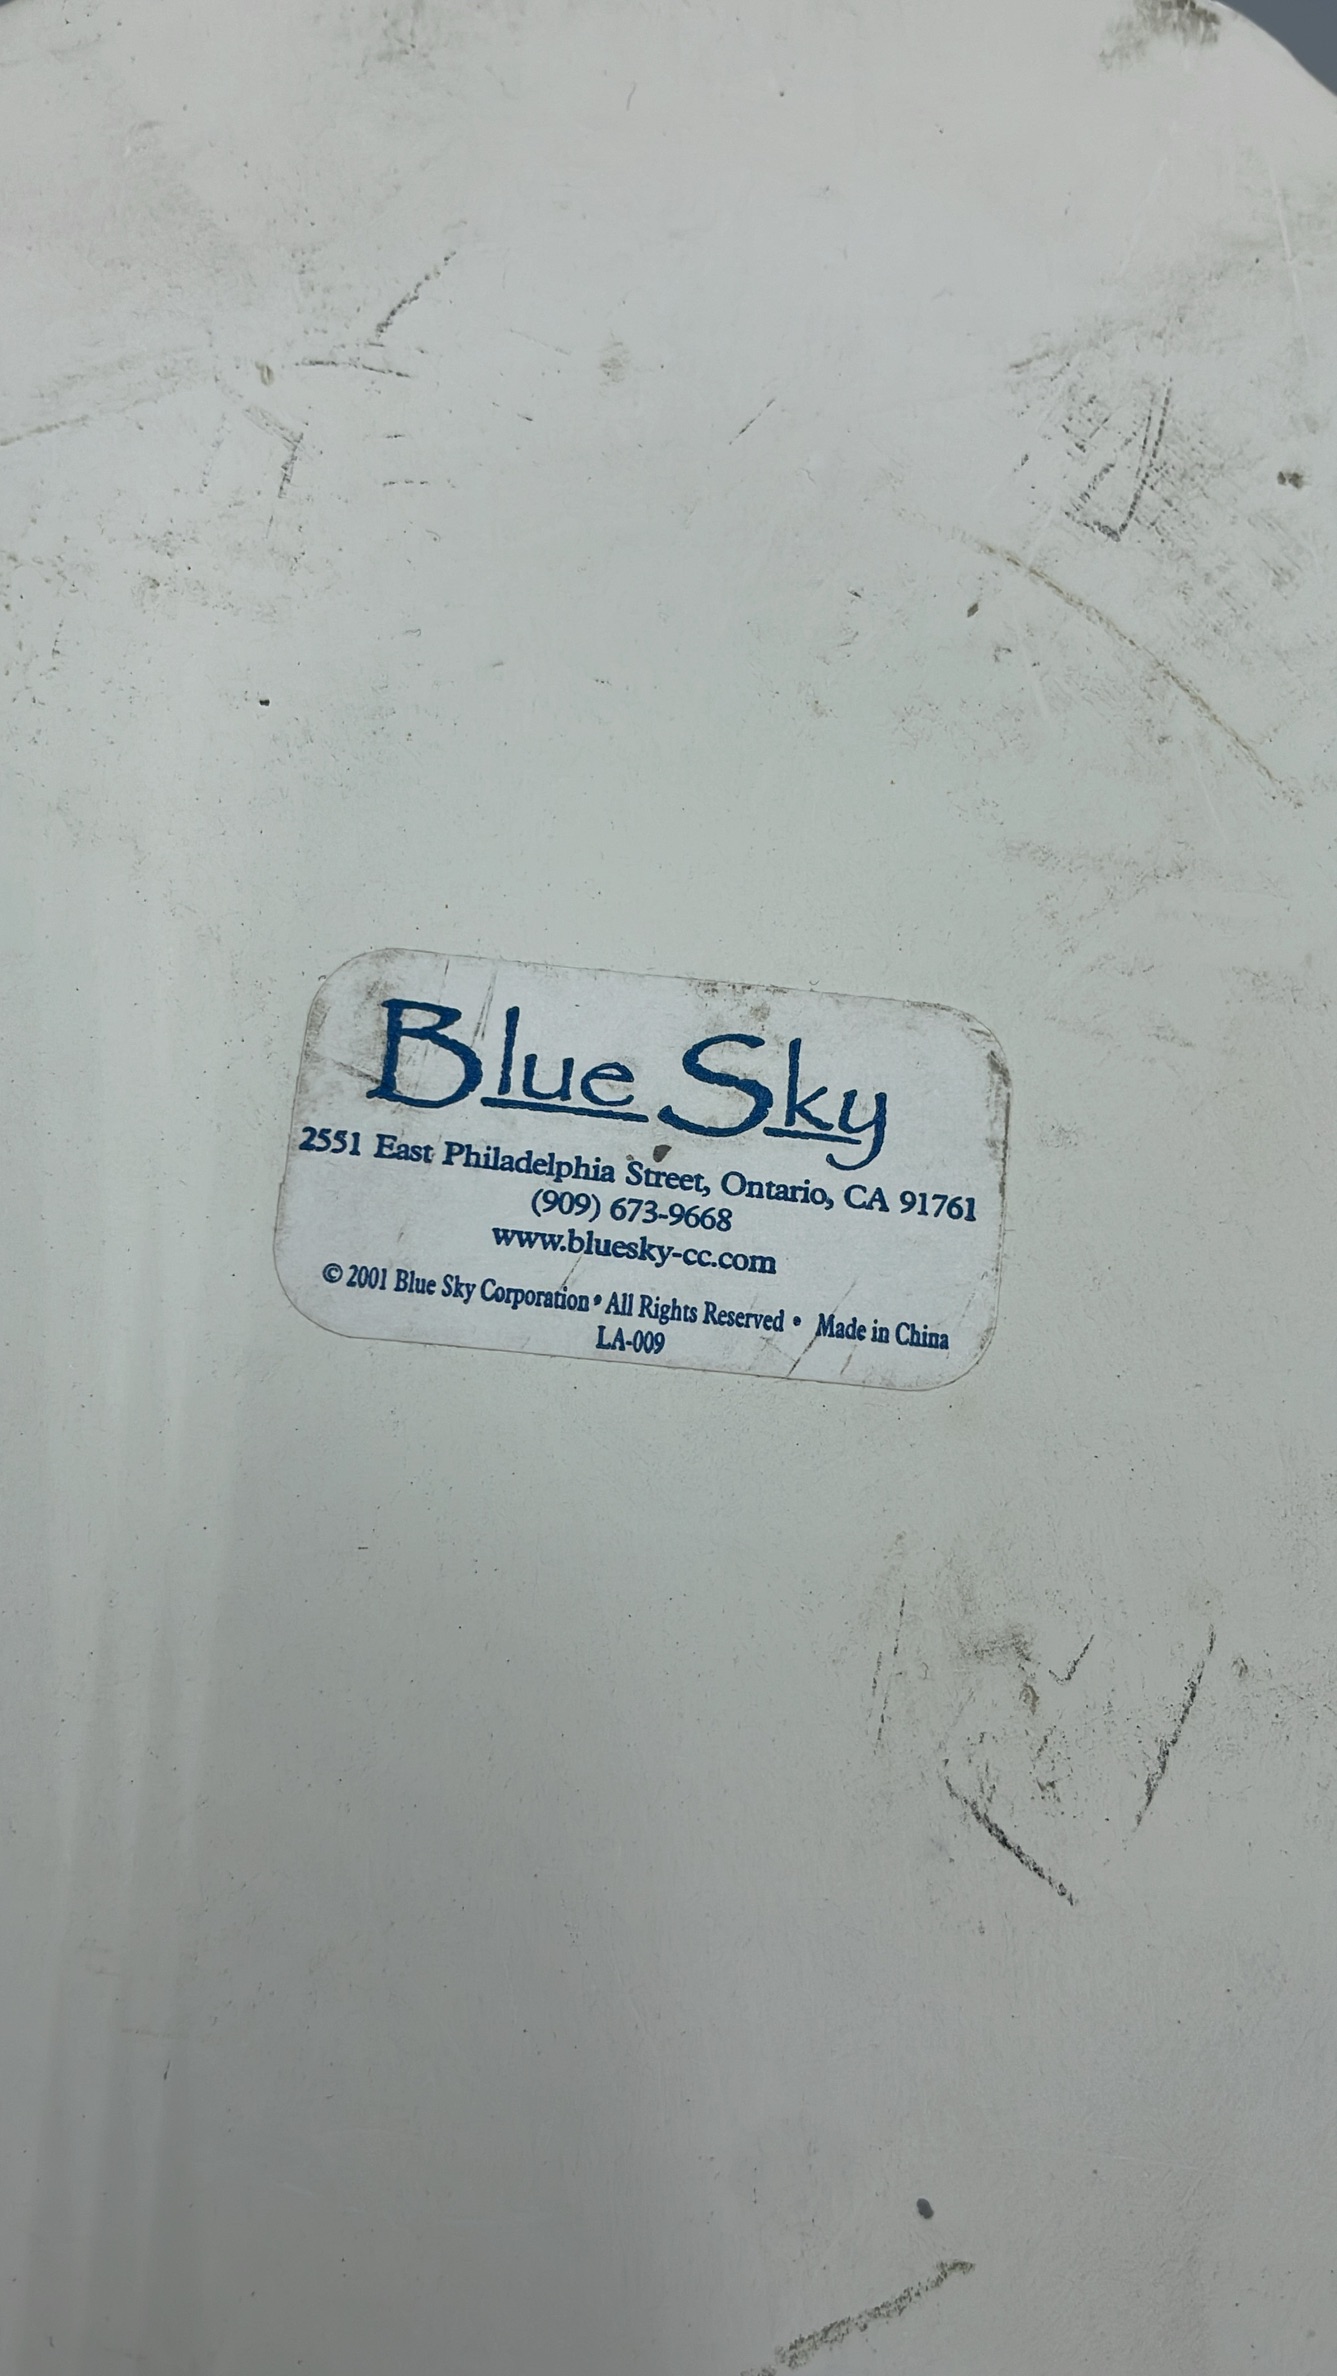 Blue Sky
2551 East Philadelphia Street, Ontario, CA 91761
(909) 673-9668
www.bluesky-cc.com
© 2001 Blue Sky Corporation • All Rights Reserved • Made in China
LA-009